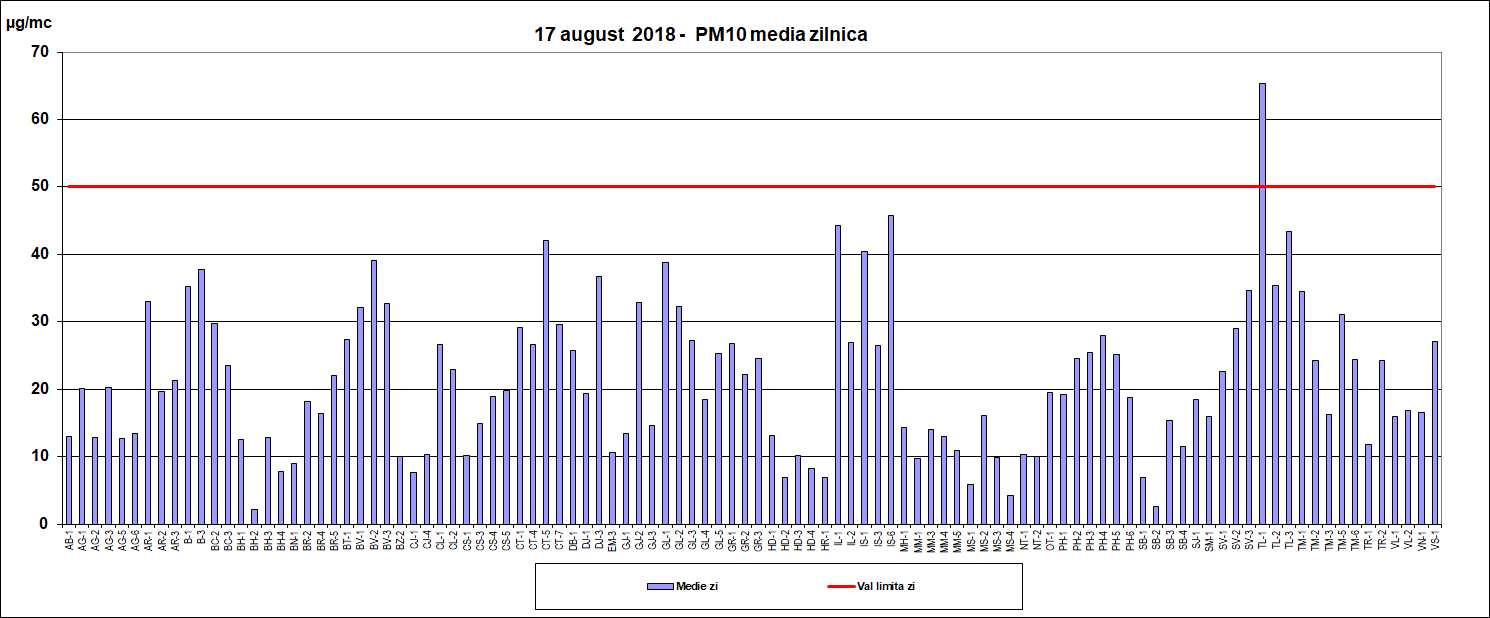 µg/mc
17 august 2018 - PM10 media zilnica
70
60
50
40
30
20
10
0
AB-1 AG-1 AG-2 AG-3 AG-5 AG-6 AR-1 AR-2 AR-3 B-1 B-3 BC-2 BC-3 BH-1 BH-2 BH-3 BH-4 BN-1 BR-2 BR-4 BR-5 BT-1 BV-1 BV-2 BV-3 BZ-2 CJ-1 CJ-4 CL-1 CL-2 CS-1 CS-3 CS-4 CS-5 CT-1 CT-4 CT-5 CT-7 DB-1 DJ-1 DJ-3 EM-3 GJ-1 GJ-2 GJ-3 GL-1 GL-2 GL-3 GL-4 GL-5 GR-1 GR-2 GR-3 HD-1 HD-2 HD-3 HD-4 HR-1 IL-1 IL-2 IS-1 IS-3 IS-6 MH-1 MM-1 MM-3 MM-4 MM-5 MS-1 MS-2 MS-3 MS-4 NT-1 NT-2 OT-1 PH-1 PH-2 PH-3 PH-4 PH-5 PH-6 SB-1 SB-2 SB-3 SB-4 SJ-1 SM-1 SV-1 SV-2 SV-3 TL-1 TL-2 TL-3 TM-1 TM-2 TM-3 TM-5 TM-6 TR-1 TR-2 VL-1 VL-2 VN-1 VS-1
Medie zi Val limita zi